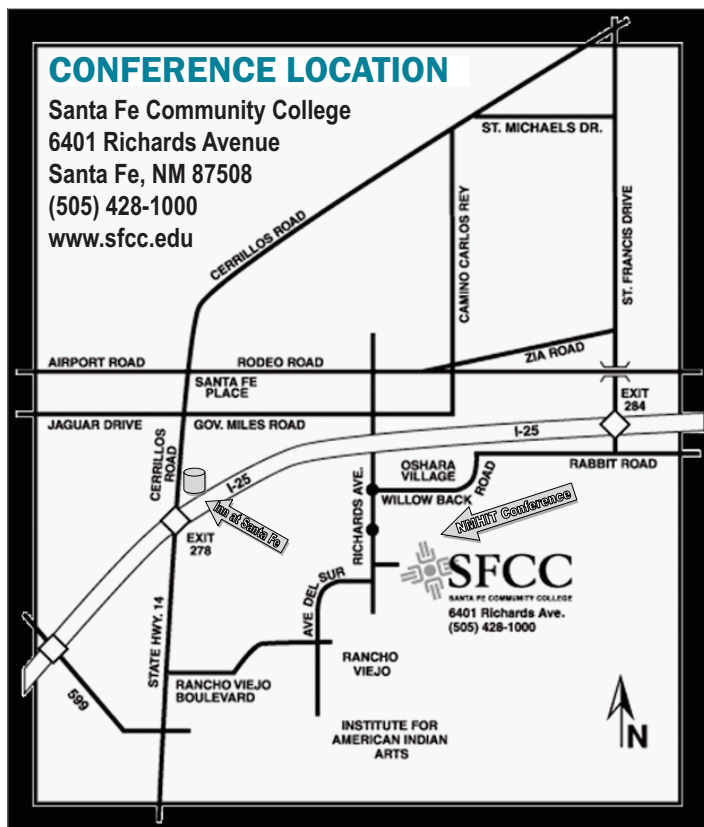 CONFERENCE LOCATION
Santa Fe Community College
6401 Richards Avenue
Santa Fe, NM 87508
(505) 428-1000
www.sfcc.edu
ST. MICHAELS DR.
CERRILLOS ROAD
CAMINO CARLOS REY
ST. FRANCIS DRIVE
ZIA ROAD
AIRPORT ROAD
RODEO ROAD
SANTA FE
PLACE
EXIT
284
JAGUAR DRIVE
GOV. MILES ROAD
I-25
CERRILLOS
ROAD
OSHARA
VILLAGE
RABBIT ROAD
I-25
RICHARDS AVE.
WILLOW BACK
ROAD
Inn at Santa Fe
NMHIT Conference
EXIT
278
SFCC
SANTA FE COMMUNITY COLLEGE
6401 Richards Ave.
(505) 428-1000
AVE DEL SUR
STATE HWY. 14
RANCHO
VIEJO
RANCHO VIEJO
BOULEVARD
599
INSTITUTE FOR
AMERICAN INDIAN
ARTS
N